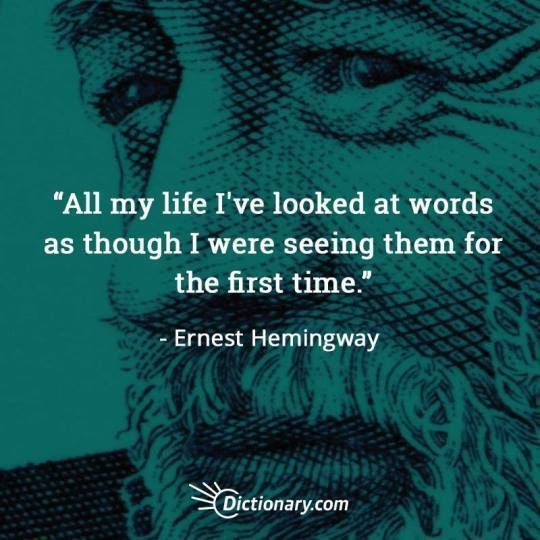 “All my life I've looked at words
as though I were seeing them for
the first time.”
- Ernest Hemingway
Dictionary.com